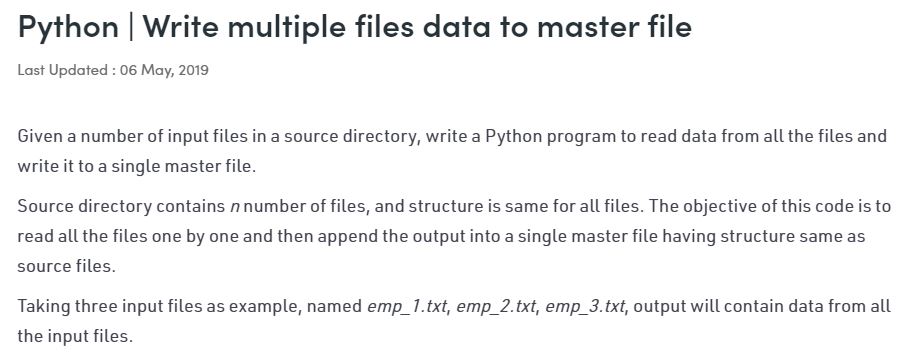 Python | Write multiple files data to master file
Last Updated : 06 May, 2019
Given a number of input files in a source directory, write a Python program to read data from all the files and
write it to a single master file.
Source directory contains n number of files, and structure is same for all files. The objective of this code is to
read all the files one by one and then append the output into a single master file having structure same as
source files.
Taking three input files as example, named emp_1.txt, emp_2.txt, emp_3.txt, output will contain data from all
the input files.